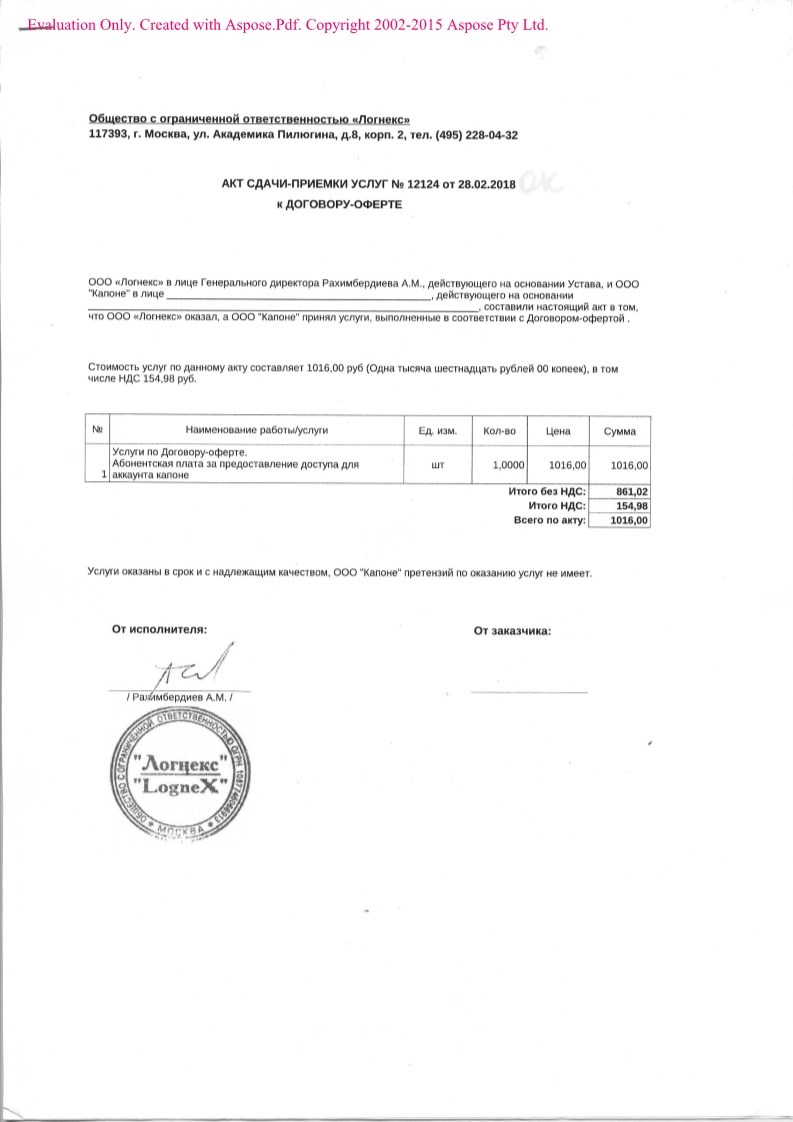 Evaluation Only. Created with Aspose.Pdf. Copyright 2002-2015 Aspose Pty Ltd.
Общество с ограниченной ответственностью «Логнекс»
117393, г. Москва, ул. Академика Пилюгина, д.8, корп. 2, тел. (495) 228-04-32
АКТ СДАЧИ-ПРИЕМКИ УСЛУГ № 12124 от 28.02.2018 ОК
к ДОГОВОРУ-ОФЕРТЕ
ООО «Логнекс» в лице Генерального директора Рахимбердиева А.М., действующего на основании Устава, и ООО
"Капоне" в лице ____, действующего на основании
____, составили настоящий акт в том,
что ООО «Логнекс» оказал, а ООО "Капоне" принял услуги, выполненные в соответствии с Договором-офертой .
Стоимость услуг по данному акту составляет 1016,00 руб (Одна тысяча шестнадцать рублей 00 копеек), в том
числе НДС 154,98 руб.
№ Наименование работы/услуги Ед. изм. Кол-во Цена Сумма
Услуги по Договору-оферте.
Абонентская плата за предоставление доступа для шт 1,0000 1016,00 1016,00
1 аккаунта капоне
Итого без НДС: 861,02
Итого НДС: 154,98
Всего по акту: 1016,00
Услуги оказаны в срок и с надлежащим качеством, ООО "Капоне" претензий по оказанию услуг не имеет.
От исполнителя: От заказчика:
/ Рахимбердиев А.М. /
ОБЩЕСТВО С ОГРАНИЧЕННОЙ ОТВЕТСТВЕННОСТЬЮ ОГРН
"Логнекс"
"LogneX"
* МОСКВА *